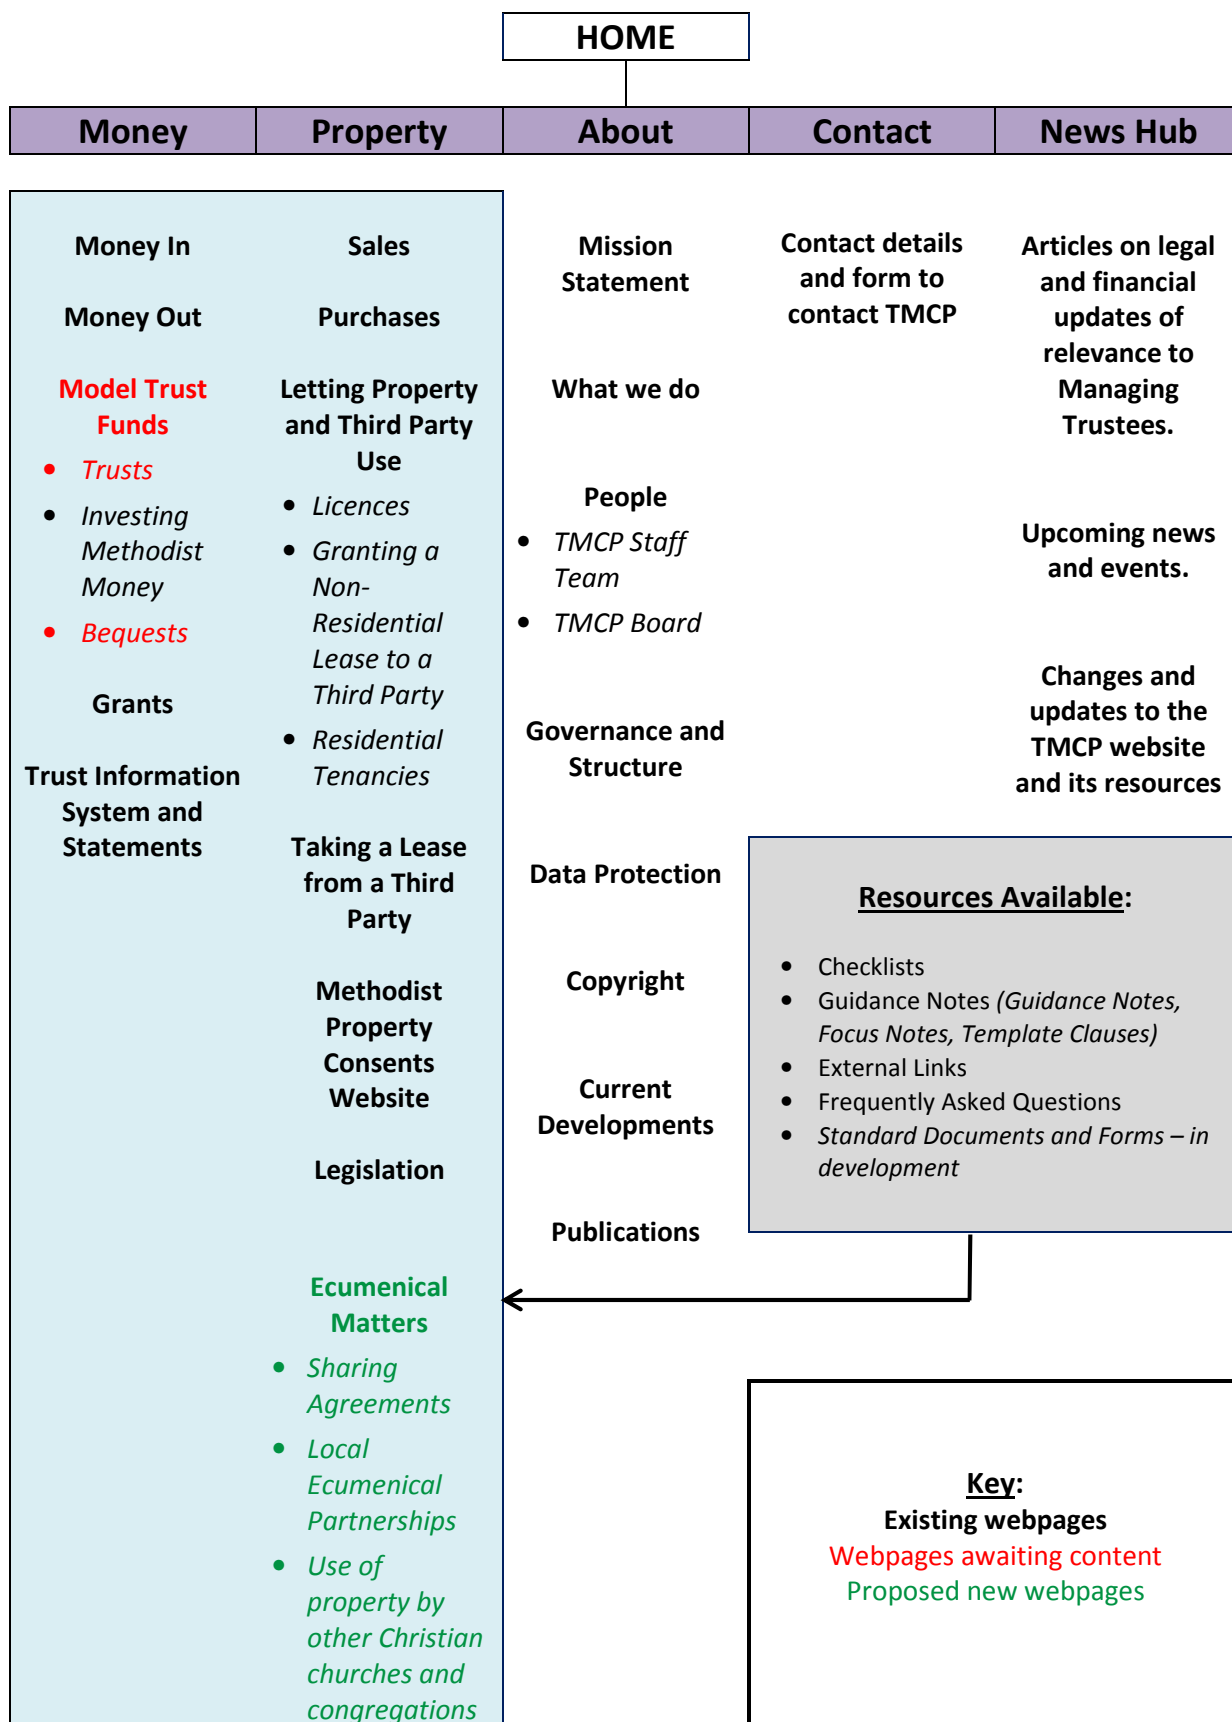 HOME
Money
Property
About
Contact
News Hub
Money In
Money Out
Model Trust
Funds
• Trusts
• Investing
Methodist
Money
• Bequests
Grants
Trust Information
System and
Statements
Sales
Purchases
Letting Property
and Third Party
Use
• Licences
• Granting a
Non-
Residential
Lease to a
Third Party
• Residential
Tenancies
Taking a Lease
from a Third
Party
Methodist
Property
Consents
Website
Legislation
Ecumenical
Matters
• Sharing
Agreements
• Local
Ecumenical
Partnerships
• Use of
property by
other Christian
churches and
congregations
Mission
Statement
What we do
People
• TMCP Staff
Team
• TMCP Board
Governance and
Structure
Data Protection
Copyright
Current
Developments
Publications
Contact details
and form to
contact TMCP
Articles on legal
and financial
updates of
relevance to
Managing
Trustees.
Upcoming news
and events.
Changes and
updates to the
TMCP website
and its resources
Resources Available:
• Checklists
• Guidance Notes (Guidance Notes,
Focus Notes, Template Clauses)
• External Links
• Frequently Asked Questions
• Standard Documents and Forms – in
development
Key:
Existing webpages
Webpages awaiting content
Proposed new webpages